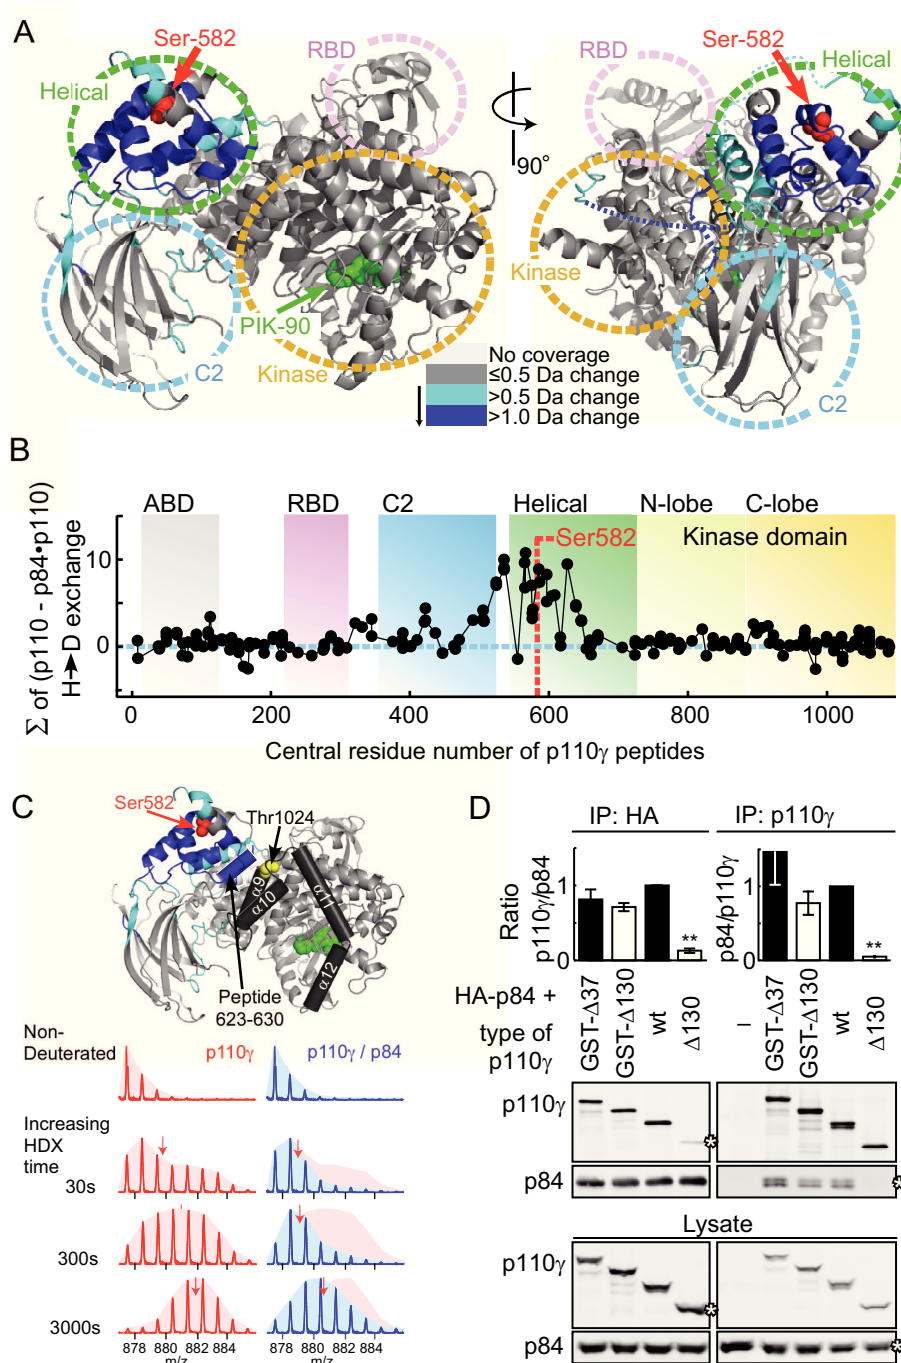 A
Ser-582
Helical
RBD
Kinase
PIK-90
C2
90°
RBD
Ser-582
Helical
Kinase
C2
No coverage
≤0.5 Da change
>0.5 Da change
>1.0 Da change
B
Σ of (p110 - p84•p110)
H➔D exchange
ABD
RBD
C2
Helical
N-lobe
C-lobe
Kinase domain
Ser582
10
0
0
200
400
600
800
1000
Central residue number of p110γ peptides
C
Ser582
Thr1024
α9
α10
α11
α12
Peptide
623-630
Non-
Deuterated
p110γ
p110γ / p84
Increasing
HDX
time
30s
300s
3000s
878 880 882 884
m/z
878 880 882 884
m/z
D
IP: HA
IP: p110γ
Ratio
p110γ/p84
1
0
**
p84/p110γ
1
0
**
HA-p84 +
type of
p110γ
GST-Δ37
GST-Δ130
wt
Δ130
–
GST-Δ37
GST-Δ130
wt
Δ130
p110γ
*
p84
*
Lysate
p110γ
*
p84
*